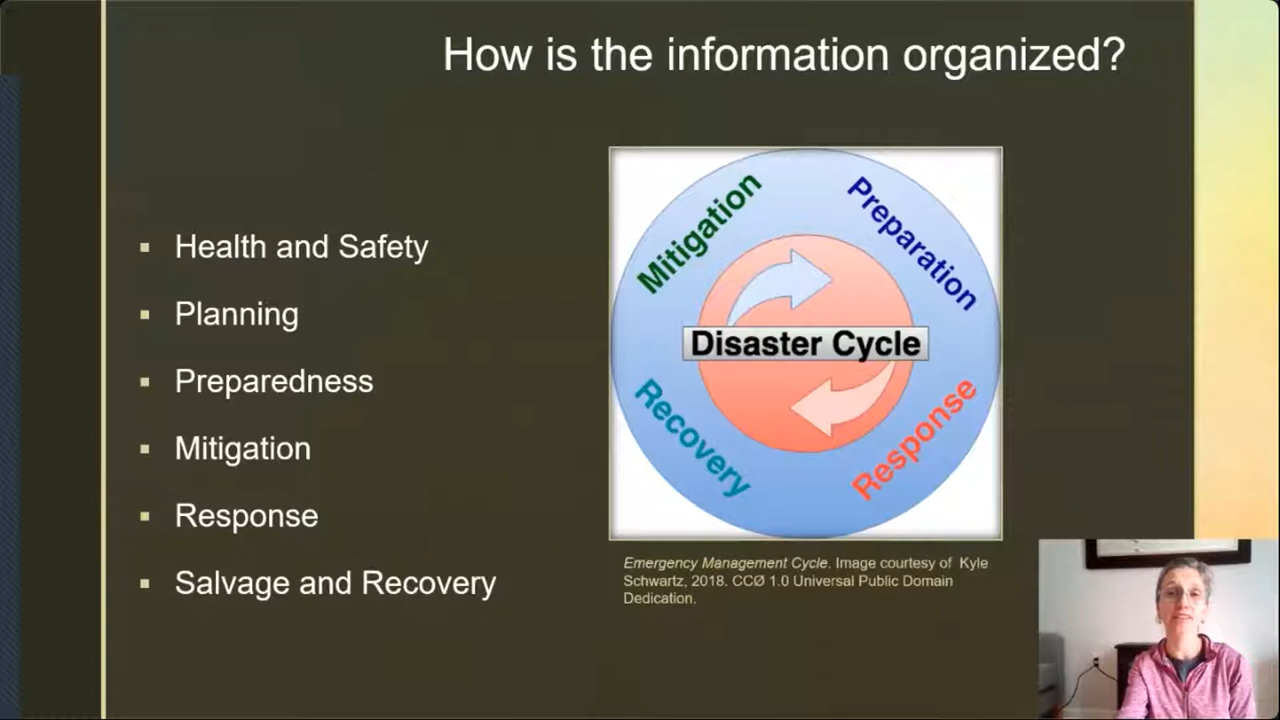 How is the information organized?
▪ Health and Safety
▪ Planning
▪ Preparedness
▪ Mitigation
▪ Response
▪ Salvage and Recovery
Mitigation
Preparation
Disaster Cycle
Recovery
Response
Emergency Management Cycle. Image courtesy of Kyle
Schwartz, 2018. CCØ 1.0 Universal Public Domain
Dedication.